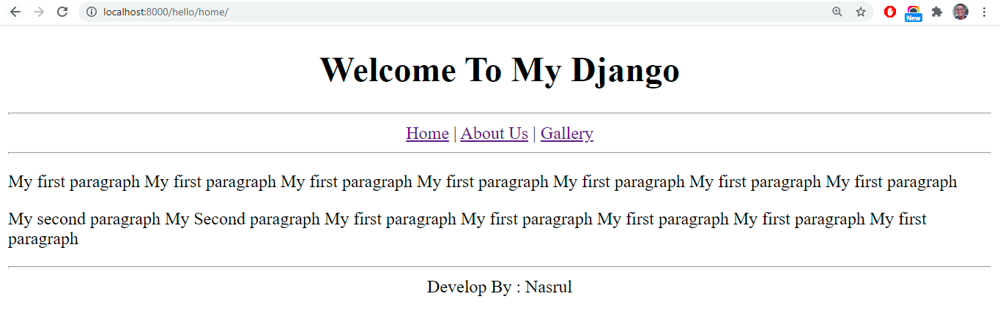 localhost:8000/hello/home/
New
Welcome To My Django
Home | About Us | Gallery
My first paragraph My first paragraph My first paragraph My first paragraph My first paragraph My first paragraph My first paragraph
My second paragraph My Second paragraph My first paragraph My first paragraph My first paragraph My first paragraph My first
paragraph
Develop By : Nasrul